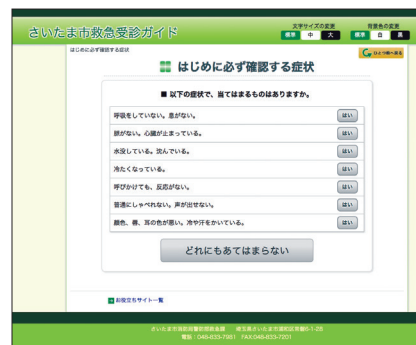 さいたま市救急受診ガイド
文字サイズの変更
標準 中 大
背景色の変更
標準 白 黒
はじめに必ず確認する症状
ひとつ前へ戻る
はじめに必ず確認する症状
■ 以下の症状で、当てはまるものはありますか。
呼吸をしていない。息がない。 はい
脈がない。心臓が止まっている。 はい
水没している。沈んでいる。 はい
冷たくなっている。 はい
呼びかけても、反応がない。 はい
普通にしゃべれない。声が出せない。 はい
顔色、唇、耳の色が悪い。冷や汗をかいている。 はい
どれにもあてはまらない
お役立ちサイト一覧
さいたま市消防局警防部救急課 埼玉県さいたま市浦和区常盤6-1-28
電話：048-833-7981 FAX:048-833-7201